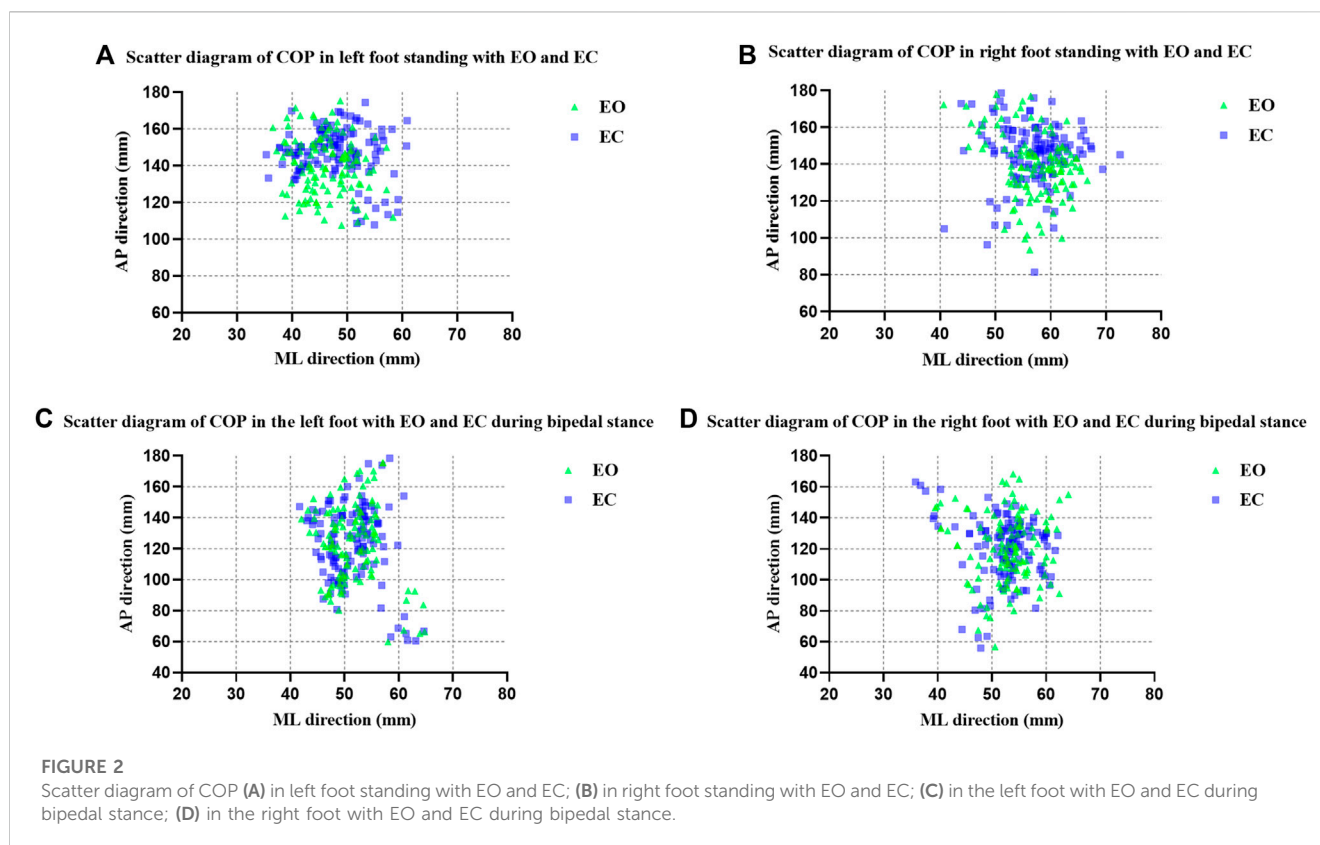 A Scatter diagram of COP in left foot standing with EO and EC
180
160
140
120
100
80
60
AP direction (mm)
20 30 40 50 60 70 80
ML direction (mm)
EO
EC
B Scatter diagram of COP in right foot standing with EO and EC
180
160
140
120
100
80
60
AP direction (mm)
20 30 40 50 60 70 80
ML direction (mm)
EO
EC
C Scatter diagram of COP in the left foot with EO and EC during bipedal stance
180
160
140
120
100
80
60
40
AP direction (mm)
20 30 40 50 60 70 80
ML direction (mm)
EO
EC
D Scatter diagram of COP in the right foot with EO and EC during bipedal stance
180
160
140
120
100
80
60
40
AP direction (mm)
20 30 40 50 60 70 80
ML direction (mm)
EO
EC
FIGURE 2
Scatter diagram of COP (A) in left foot standing with EO and EC; (B) in right foot standing with EO and EC; (C) in the left foot with EO and EC during
bipedal stance; (D) in the right foot with EO and EC during bipedal stance.